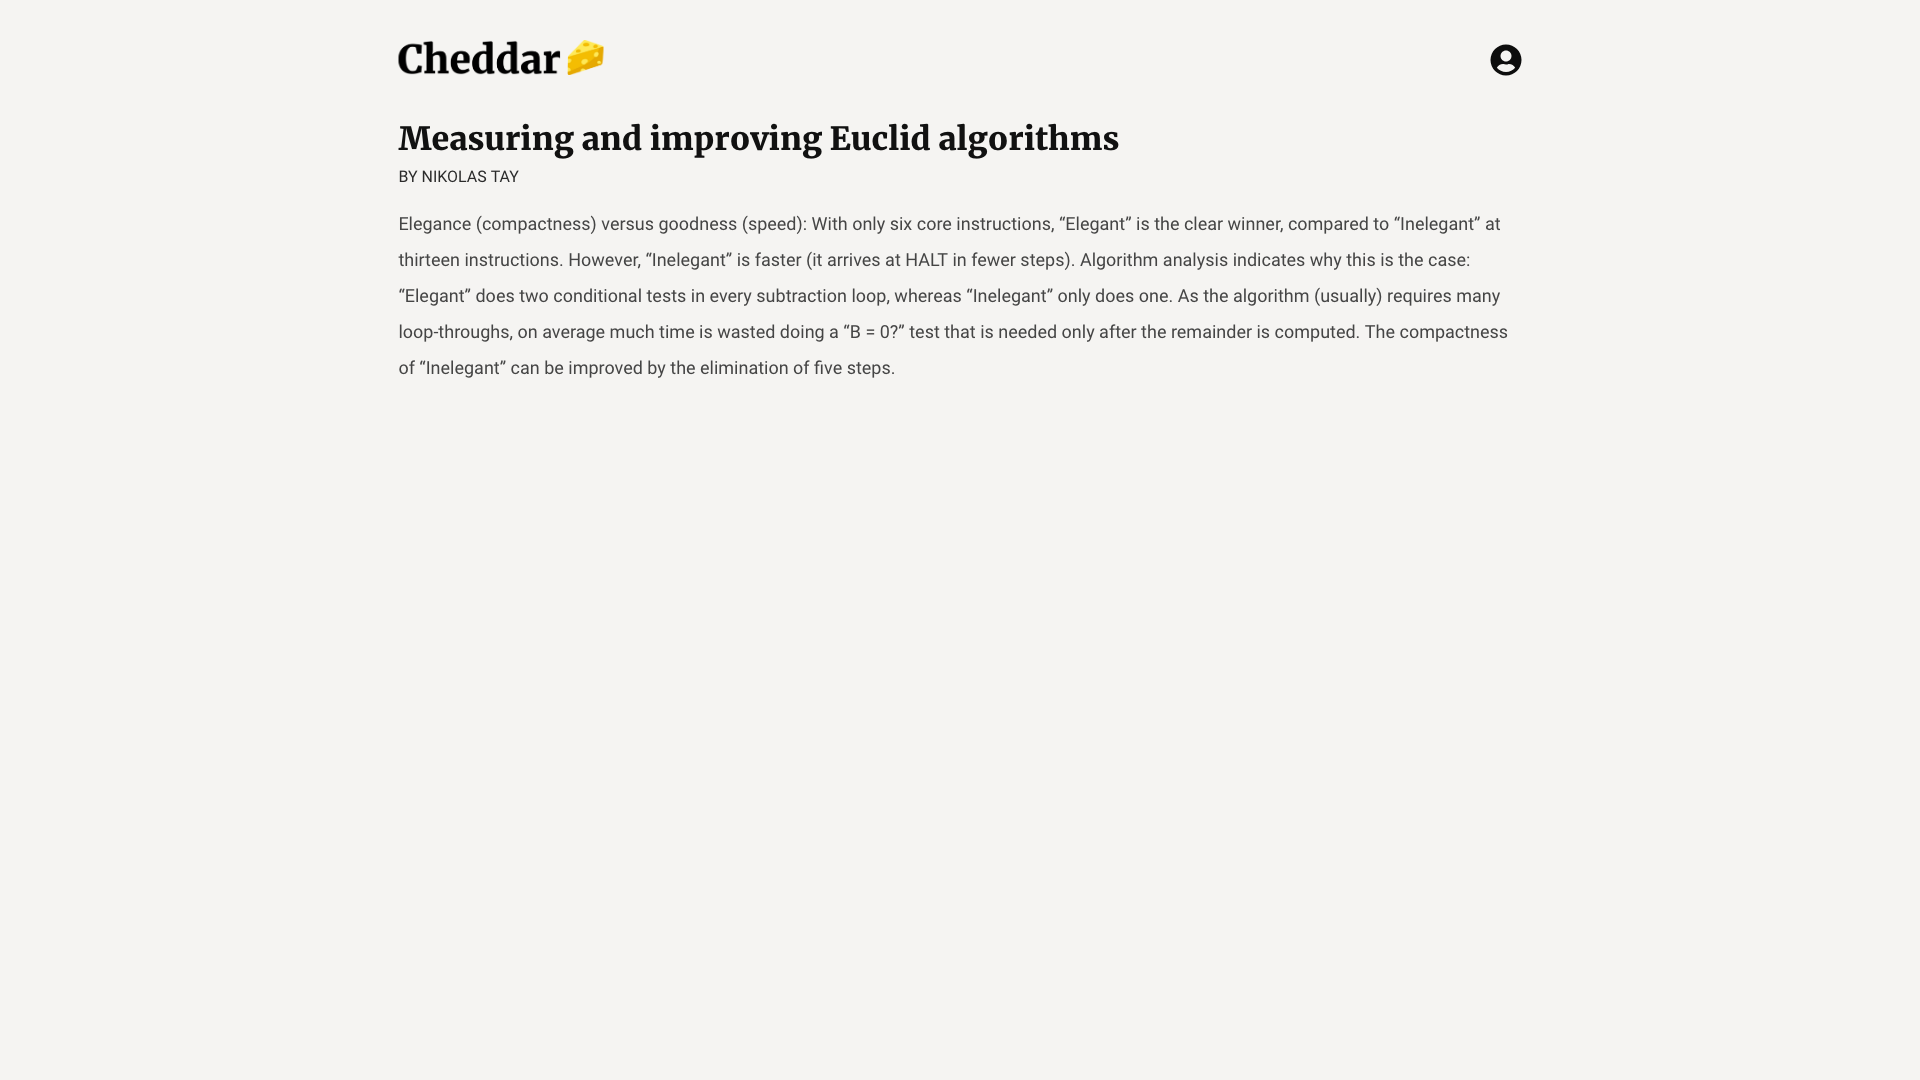 Cheddar
Measuring and improving Euclid algorithms
BY NIKOLAS TAY
Elegance (compactness) versus goodness (speed): With only six core instructions, “Elegant” is the clear winner, compared to “Inelegant” at
thirteen instructions. However, “Inelegant” is faster (it arrives at HALT in fewer steps). Algorithm analysis indicates why this is the case:
“Elegant” does two conditional tests in every subtraction loop, whereas “Inelegant” only does one. As the algorithm (usually) requires many
loop-throughs, on average much time is wasted doing a “B = 0?” test that is needed only after the remainder is computed. The compactness
of “Inelegant” can be improved by the elimination of five steps.